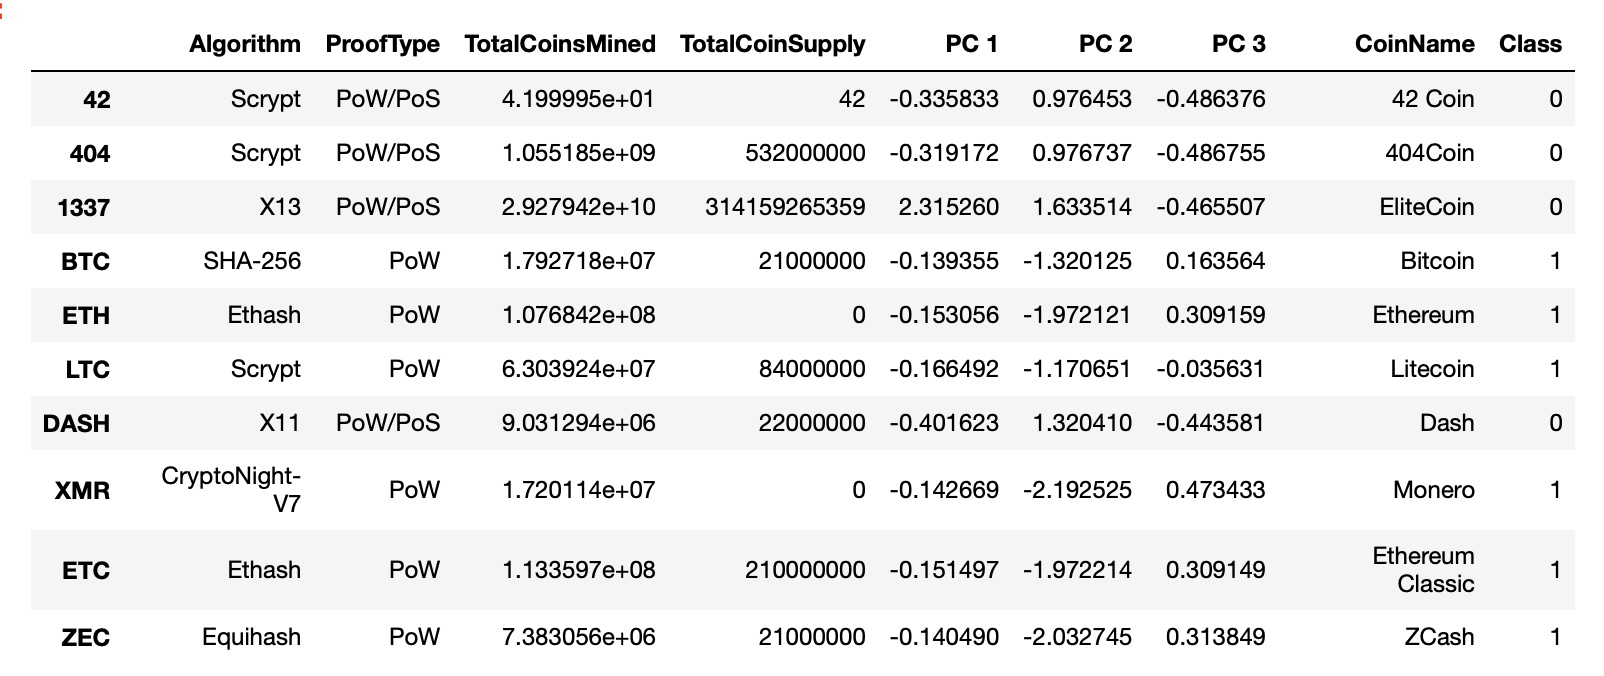 Algorithm ProofType TotalCoinsMined TotalCoinSupply PC 1 PC 2 PC 3 CoinName Class
42 Scrypt PoW/PoS 4.199995e+01 42 -0.335833 0.976453 -0.486376 42 Coin 0
404 Scrypt PoW/PoS 1.055185e+09 532000000 -0.319172 0.976737 -0.486755 404Coin 0
1337 X13 PoW/PoS 2.927942e+10 314159265359 2.315260 1.633514 -0.465507 EliteCoin 0
BTC SHA-256 PoW 1.792718e+07 21000000 -0.139355 -1.320125 0.163564 Bitcoin 1
ETH Ethash PoW 1.076842e+08 0 -0.153056 -1.972121 0.309159 Ethereum 1
LTC Scrypt PoW 6.303924e+07 84000000 -0.166492 -1.170651 -0.035631 Litecoin 1
DASH X11 PoW/PoS 9.031294e+06 22000000 -0.401623 1.320410 -0.443581 Dash 0
XMR CryptoNight-
V7 PoW 1.720114e+07 0 -0.142669 -2.192525 0.473433 Monero 1
ETC Ethash PoW 1.133597e+08 210000000 -0.151497 -1.972214 0.309149 Ethereum
Classic 1
ZEC Equihash PoW 7.383056e+06 21000000 -0.140490 -2.032745 0.313849 ZCash 1